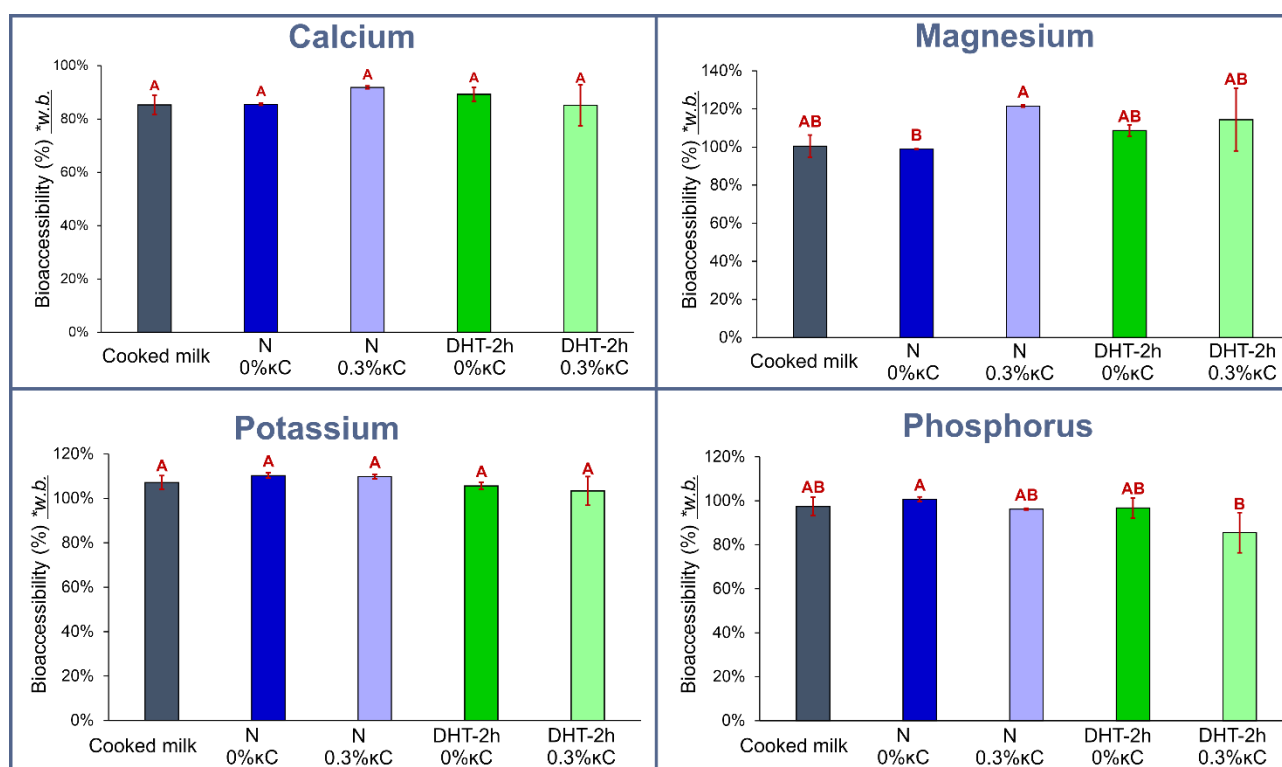 Calcium
Bioaccessibility (%) *w.b.
100%
80%
60%
40%
20%
0%
A
A
A
A
A
Cooked milk
N
0%κC
N
0.3%κC
DHT-2h
0%κC
DHT-2h
0.3%κC
Magnesium
Bioaccessibility (%) *w.b.
140%
120%
100%
80%
60%
40%
20%
0%
AB
B
A
AB
AB
Cooked milk
N
0%κC
N
0.3%κC
DHT-2h
0%κC
DHT-2h
0.3%κC
Potassium
Bioaccessibility (%) *w.b.
120%
100%
80%
60%
40%
20%
0%
A
A
A
A
A
Cooked milk
N
0%κC
N
0.3%κC
DHT-2h
0%κC
DHT-2h
0.3%κC
Phosphorus
Bioaccessibility (%) *w.b.
120%
100%
80%
60%
40%
20%
0%
AB
A
AB
AB
B
Cooked milk
N
0%κC
N
0.3%κC
DHT-2h
0%κC
DHT-2h
0.3%κC